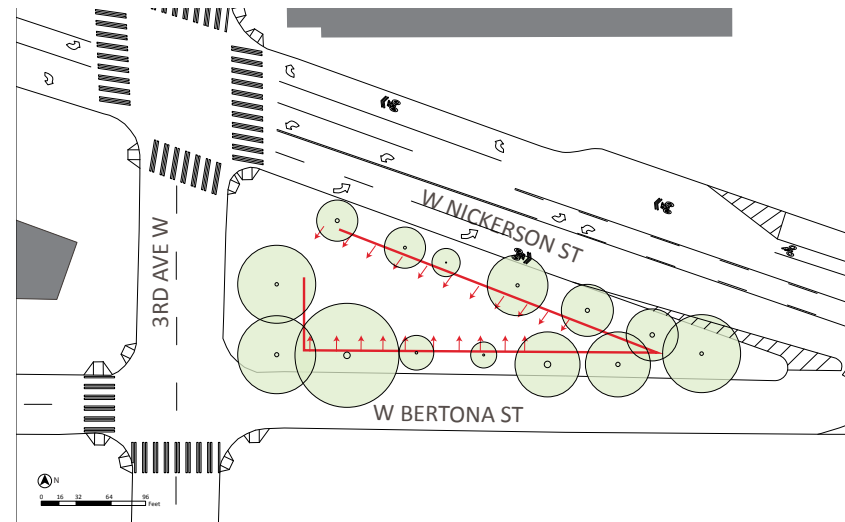 W NICKERSON ST
3RD AVE W
W BERTONA ST
N
0 16 32 64 96
Feet